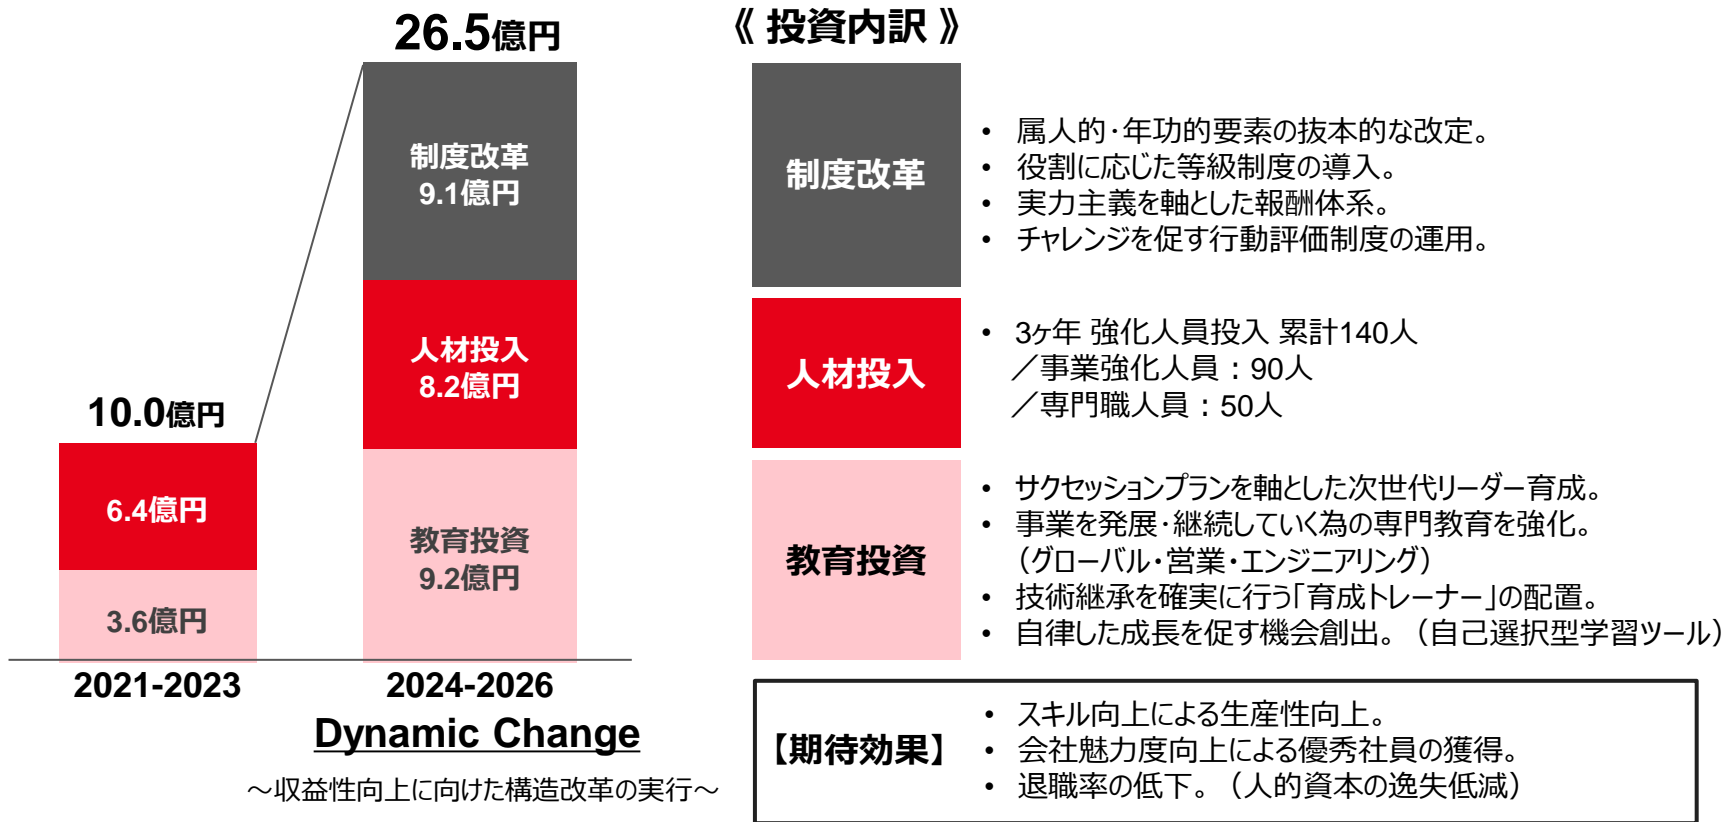 26.5億円
制度改革
9.1億円
人材投入
8.2億円
10.0億円
6.4億円
教育投資
9.2億円
3.6億円
2021-2023
2024-2026
Dynamic Change
～収益性向上に向けた構造改革の実行～
《 投資内訳 》
制度改革
• 属人的・年功的要素の抜本的な改定。
• 役割に応じた等級制度の導入。
• 実力主義を軸とした報酬体系。
• チャレンジを促す行動評価制度の運用。
人材投入
• 3ヶ年 強化人員投入 累計140人
／事業強化人員：90人
／専門職人員：50人
教育投資
• サクセッションプランを軸とした次世代リーダー育成。
• 事業を発展・継続していく為の専門教育を強化。
（グローバル・営業・エンジニアリング）
• 技術継承を確実に行う「育成トレーナー」の配置。
• 自律した成長を促す機会創出。（自己選択型学習ツール）
【期待効果】
• スキル向上による生産性向上。
• 会社魅力度向上による優秀社員の獲得。
• 退職率の低下。（人的資本の逸失低減）